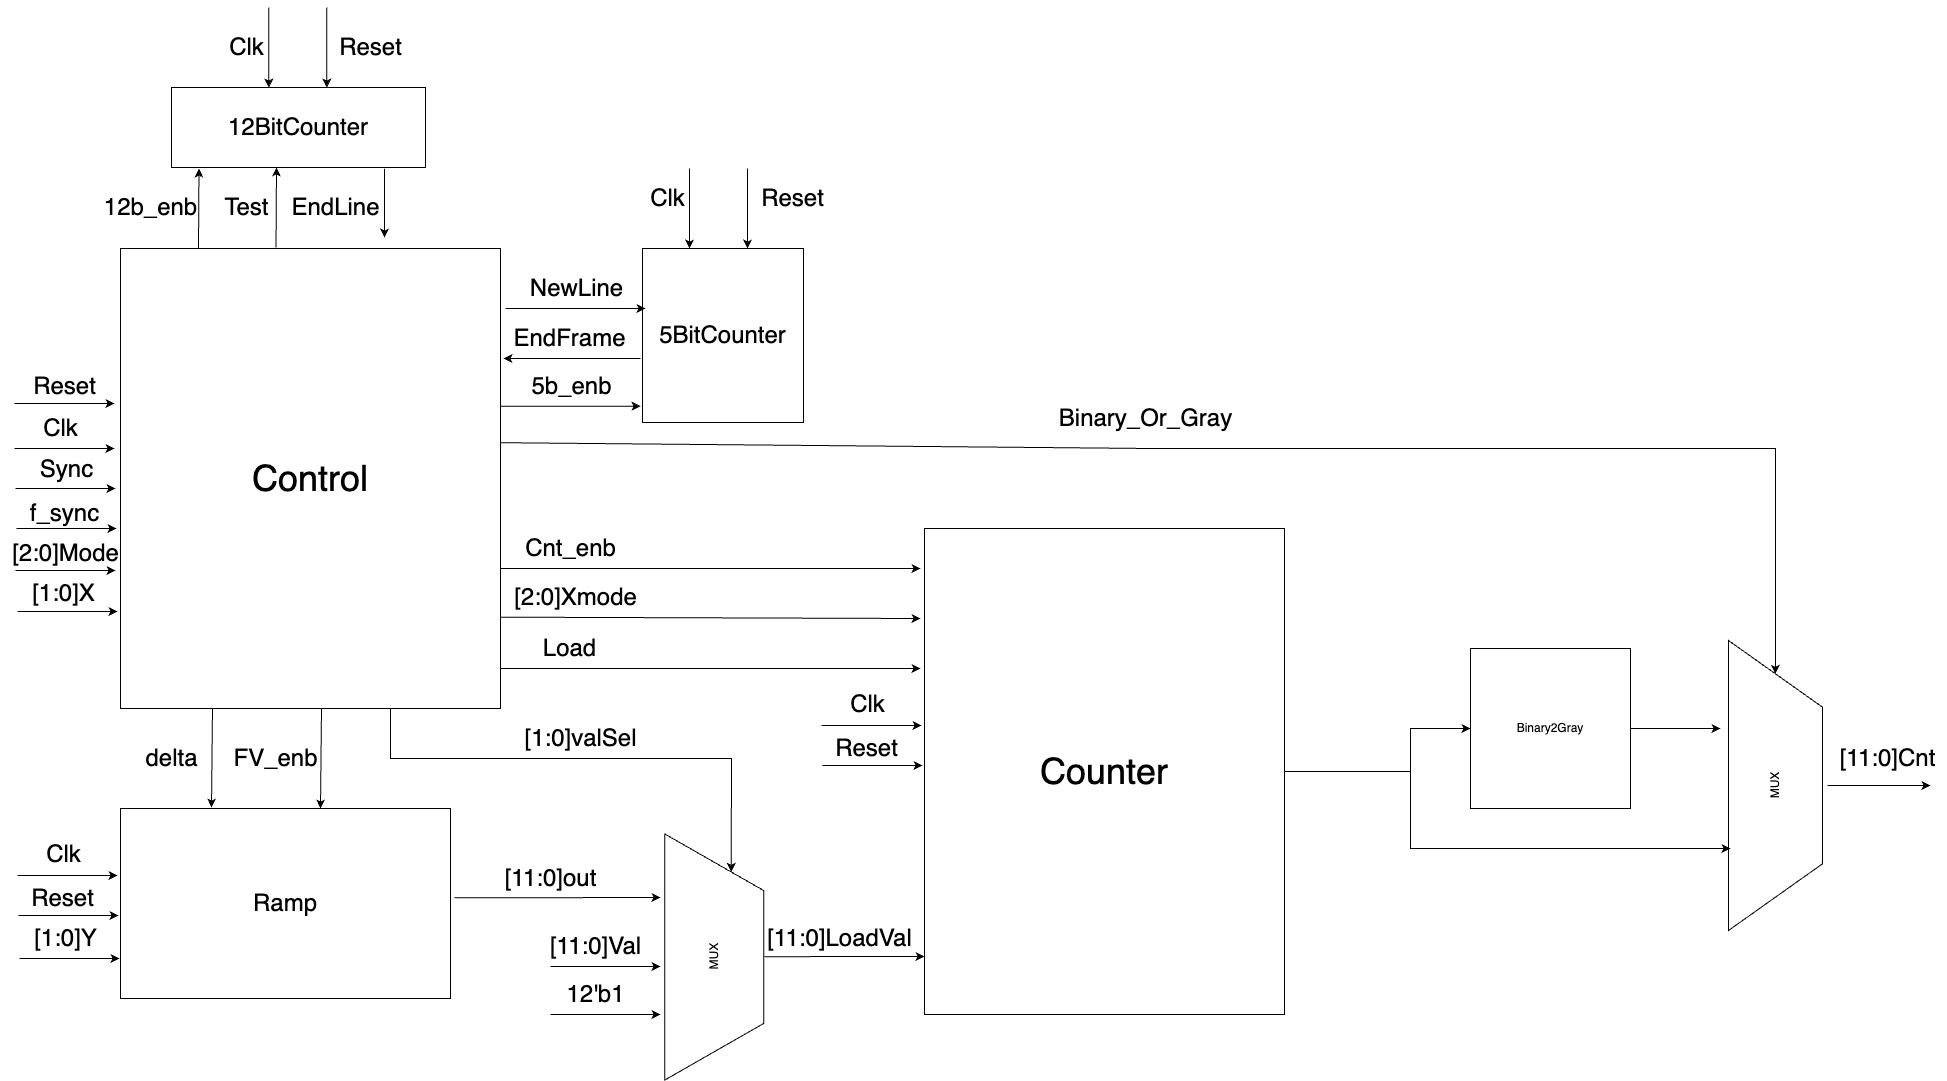 Clk
Reset
12BitCounter
12b_enb
Test
EndLine
Clk
Reset
NewLine
EndFrame
5b_enb
5BitCounter
Reset
Clk
Sync
f_sync
[2:0]Mode
[1:0]X
Control
Binary_Or_Gray
Cnt_enb
[2:0]Xmode
Load
Clk
Reset
Counter
delta
FV_enb
[1:0]valSel
Clk
Reset
[1:0]Y
Ramp
[11:0]out
[11:0]Val
12'b1
MUX
[11:0]LoadVal
Binary2Gray
MUX
[11:0]Cnt